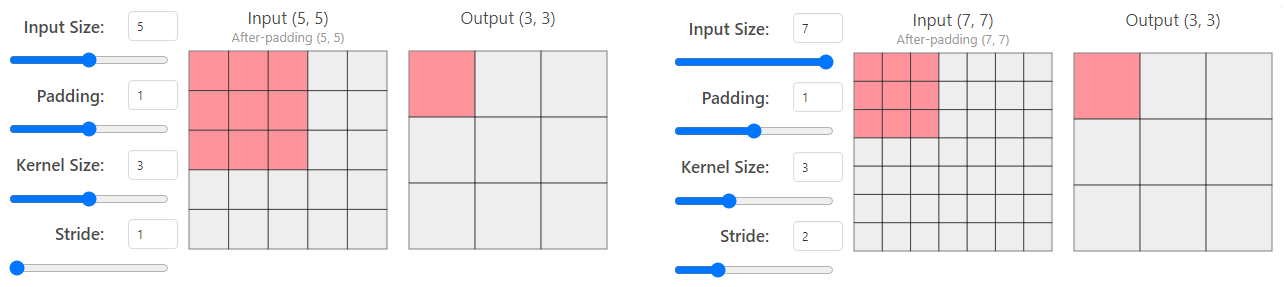 Input Size: 5
Input (5, 5)
After-padding (5, 5)
Output (3, 3)
Padding: 1
Kernel Size: 3
Stride: 1
Input Size: 7
Input (7, 7)
After-padding (7, 7)
Output (3, 3)
Padding: 1
Kernel Size: 3
Stride: 2